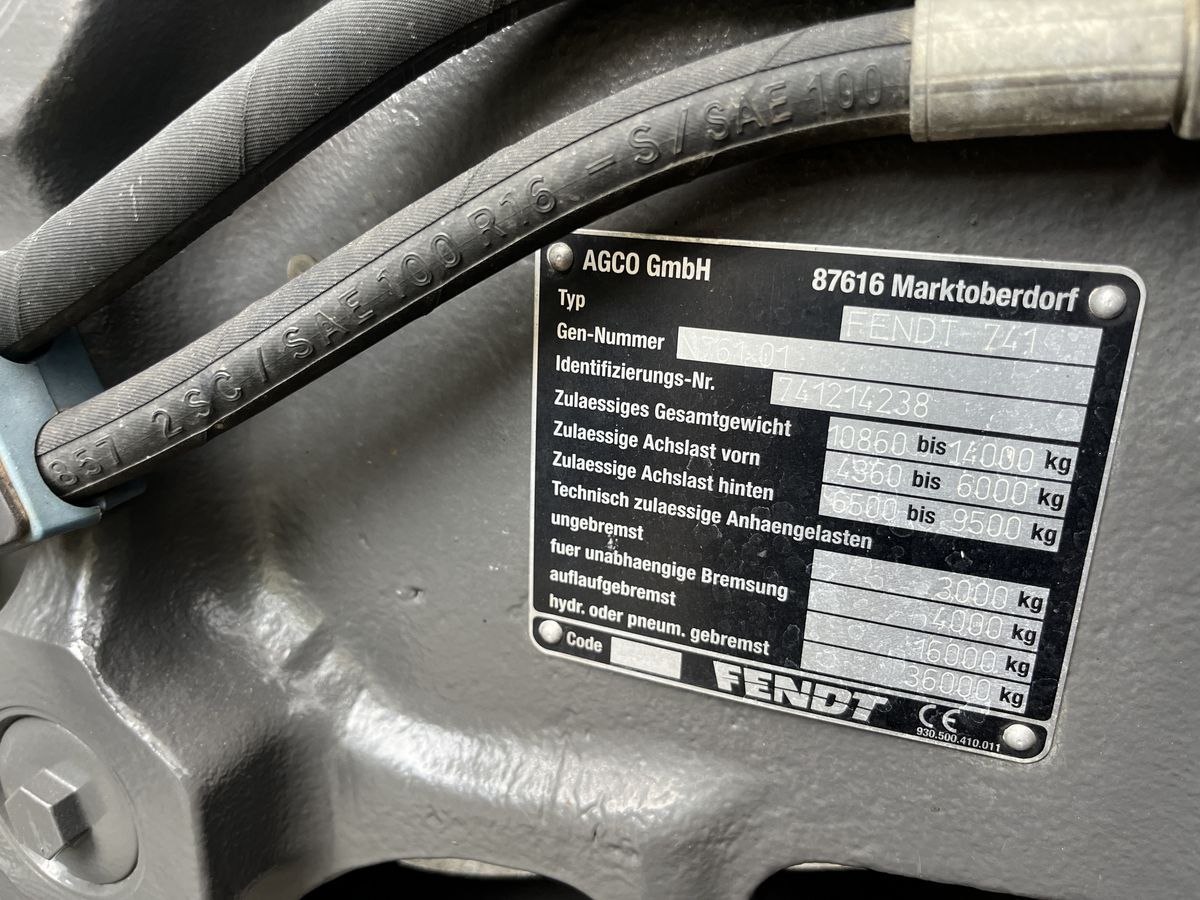 857 2SC / SAE 100 R16 - S / SAE 100
AGCO GmbH 87616 Marktoberdorf
Typ FENDT 741
Gen-Nummer N361*01
Identifizierungs-Nr. 741214238
Zulaessiges Gesamtgewicht 10860 bis 14000 kg
Zulaessige Achslast vorn 4360 bis 6000 kg
Zulaessige Achslast hinten 6500 bis 9500 kg
Technisch zulaessige Anhaengelasten
ungebremst 3000 kg
fuer unabhaengige Bremsung 4000 kg
auflaufgebremst 16000 kg
hydr. oder pneum. gebremst 36000 kg
Code FENDT CE
930.500.410.011